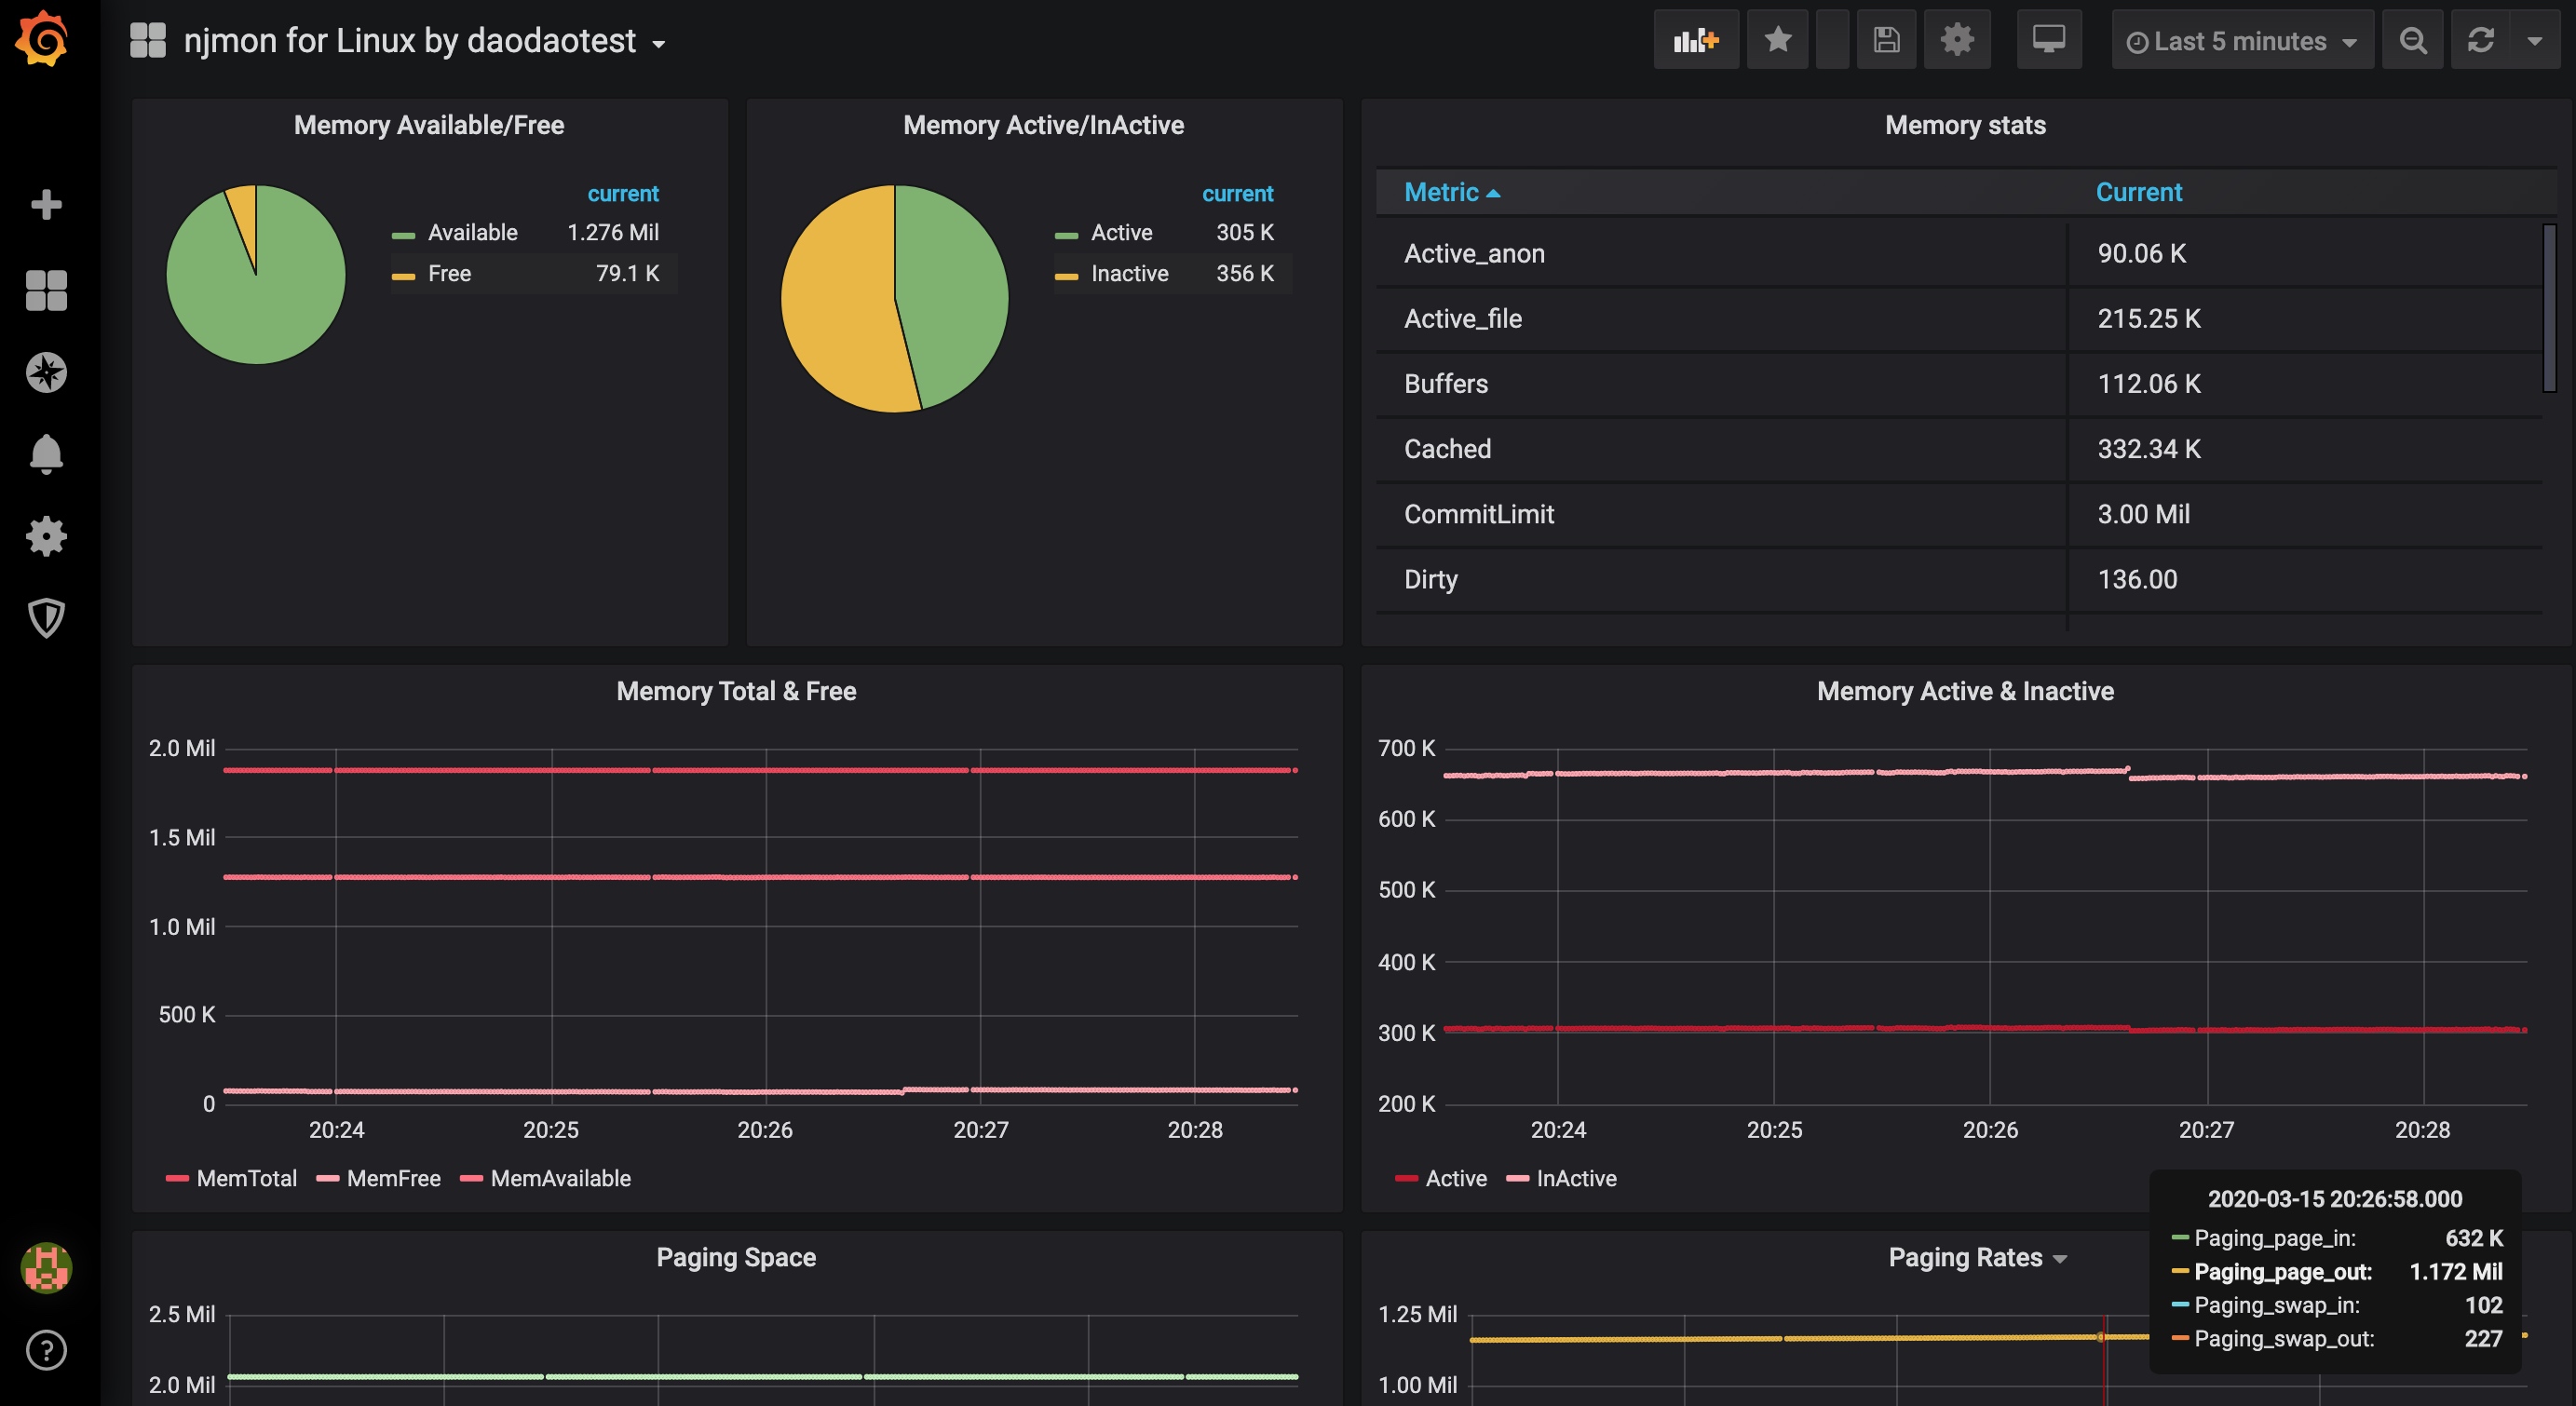 njmon for Linux by daodaotest
Last 5 minutes
Memory Available/Free
current
Available 1.276 Mil
Free 79.1 K
Memory Active/InActive
current
Active 305 K
Inactive 356 K
Memory stats
Metric Current
Active_anon 90.06 K
Active_file 215.25 K
Buffers 112.06 K
Cached 332.34 K
CommitLimit 3.00 Mil
Dirty 136.00
Memory Total & Free
2.0 Mil
1.5 Mil
1.0 Mil
500 K
0
20:24 20:25 20:26 20:27 20:28
MemTotal MemFree MemAvailable
Memory Active & Inactive
700 K
600 K
500 K
400 K
300 K
200 K
20:24 20:25 20:26 20:27 20:28
Active InActive
Paging Space
2.5 Mil
2.0 Mil
Paging Rates
1.25 Mil
1.00 Mil
2020-03-15 20:26:58.000
Paging_page_in: 632 K
Paging_page_out: 1.172 Mil
Paging_swap_in: 102
Paging_swap_out: 227
?